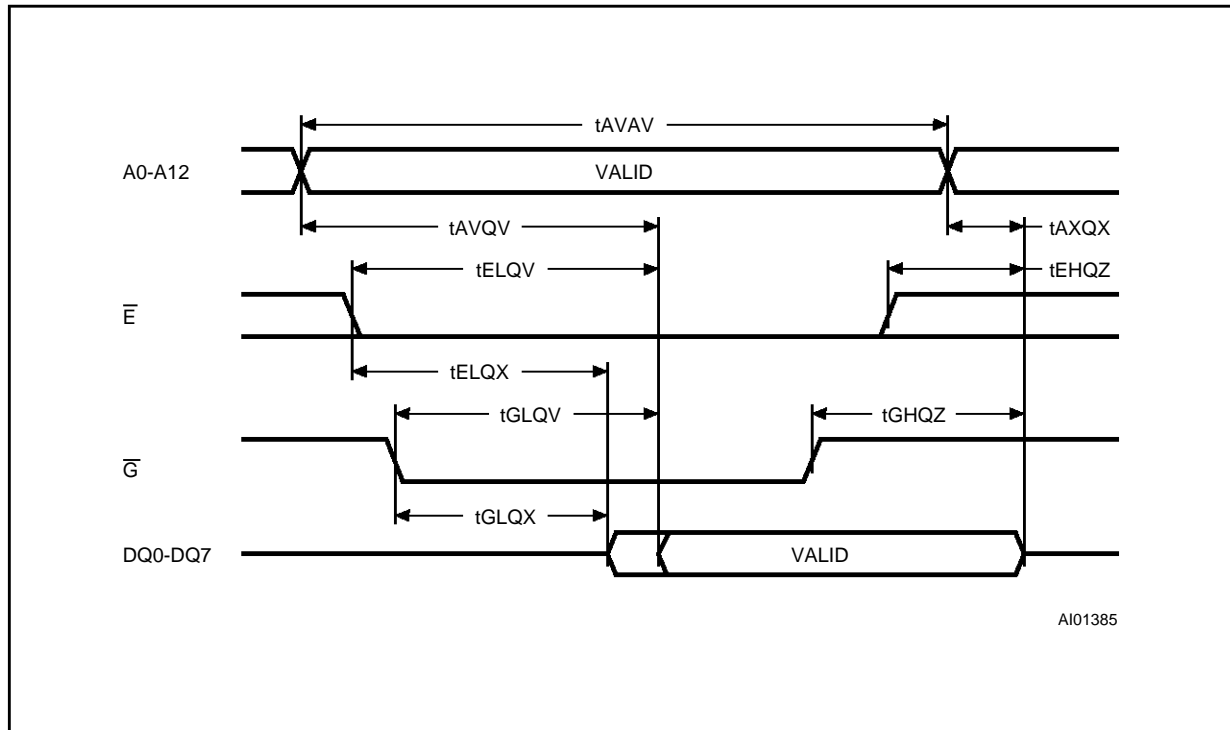 tAVAV
A0-A12 VALID
tAVQV tAXQX
tELQV tEHQZ
E̅
tELQX
tGLQV tGHQZ
G̅
tGLQX
DQ0-DQ7 VALID
AI01385